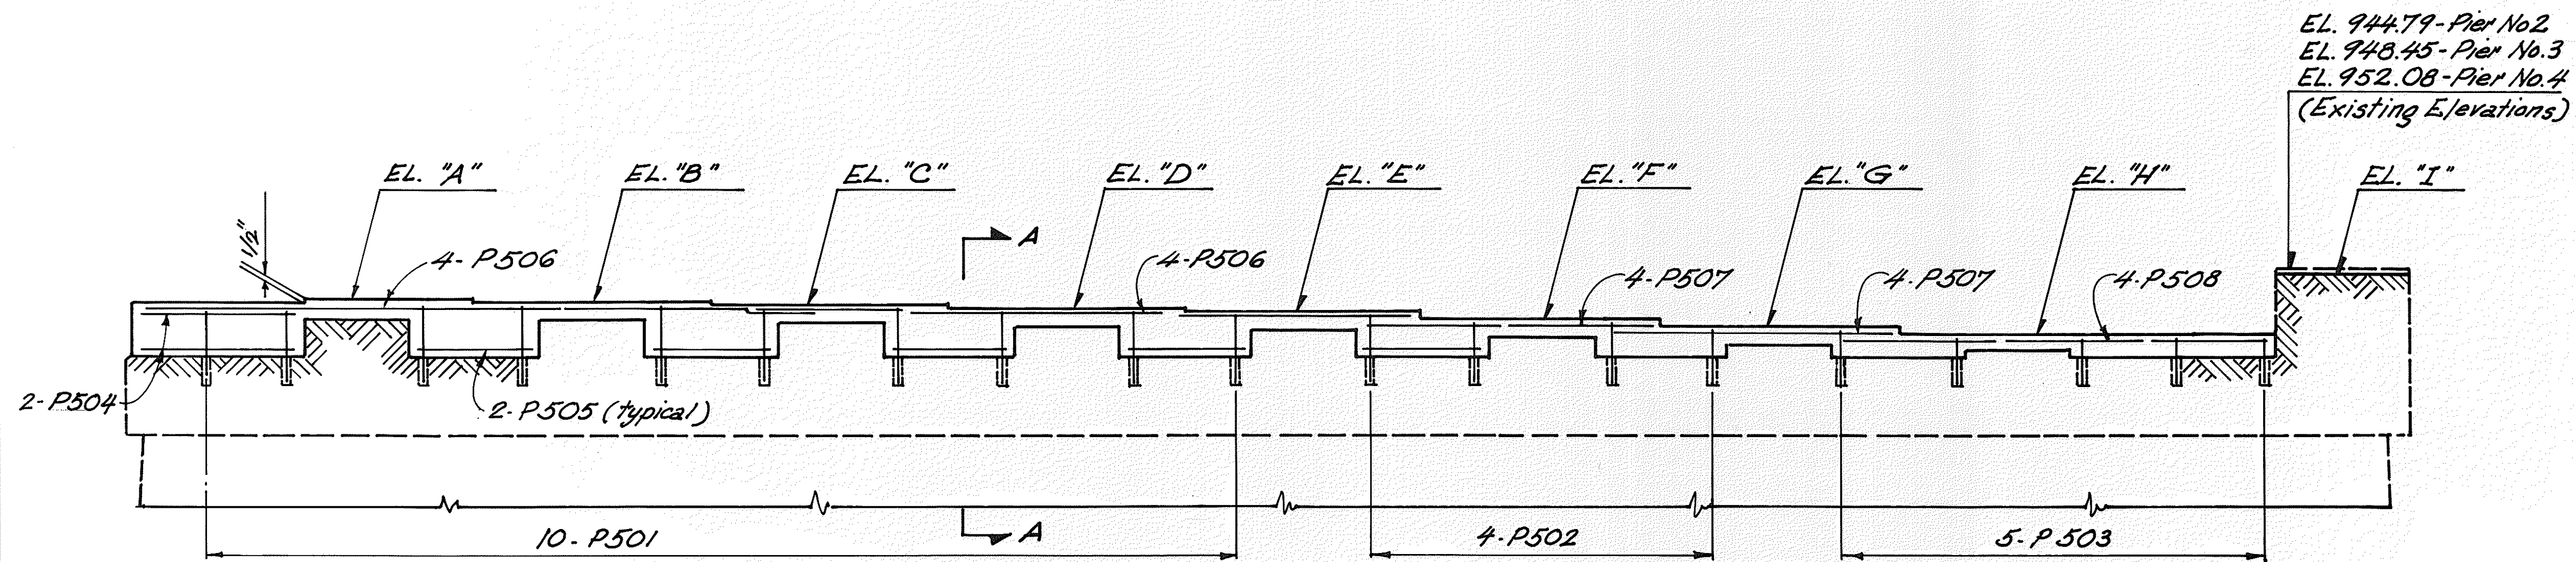 EL. 944.79-Pier No2
EL. 948.45-Pier No.3
EL. 952.08-Pier No.4
(Existing Elevations)
EL. "A"
EL. "B"
EL. "C"
EL. "D"
EL. "E"
EL. "F"
EL. "G"
EL. "H"
EL. "I"
1/2"
4-P506
A
4-P506
4-P507
4-P507
4-P508
2-P504
2-P505 (typical)
10-P501
A
4-P502
5-P503